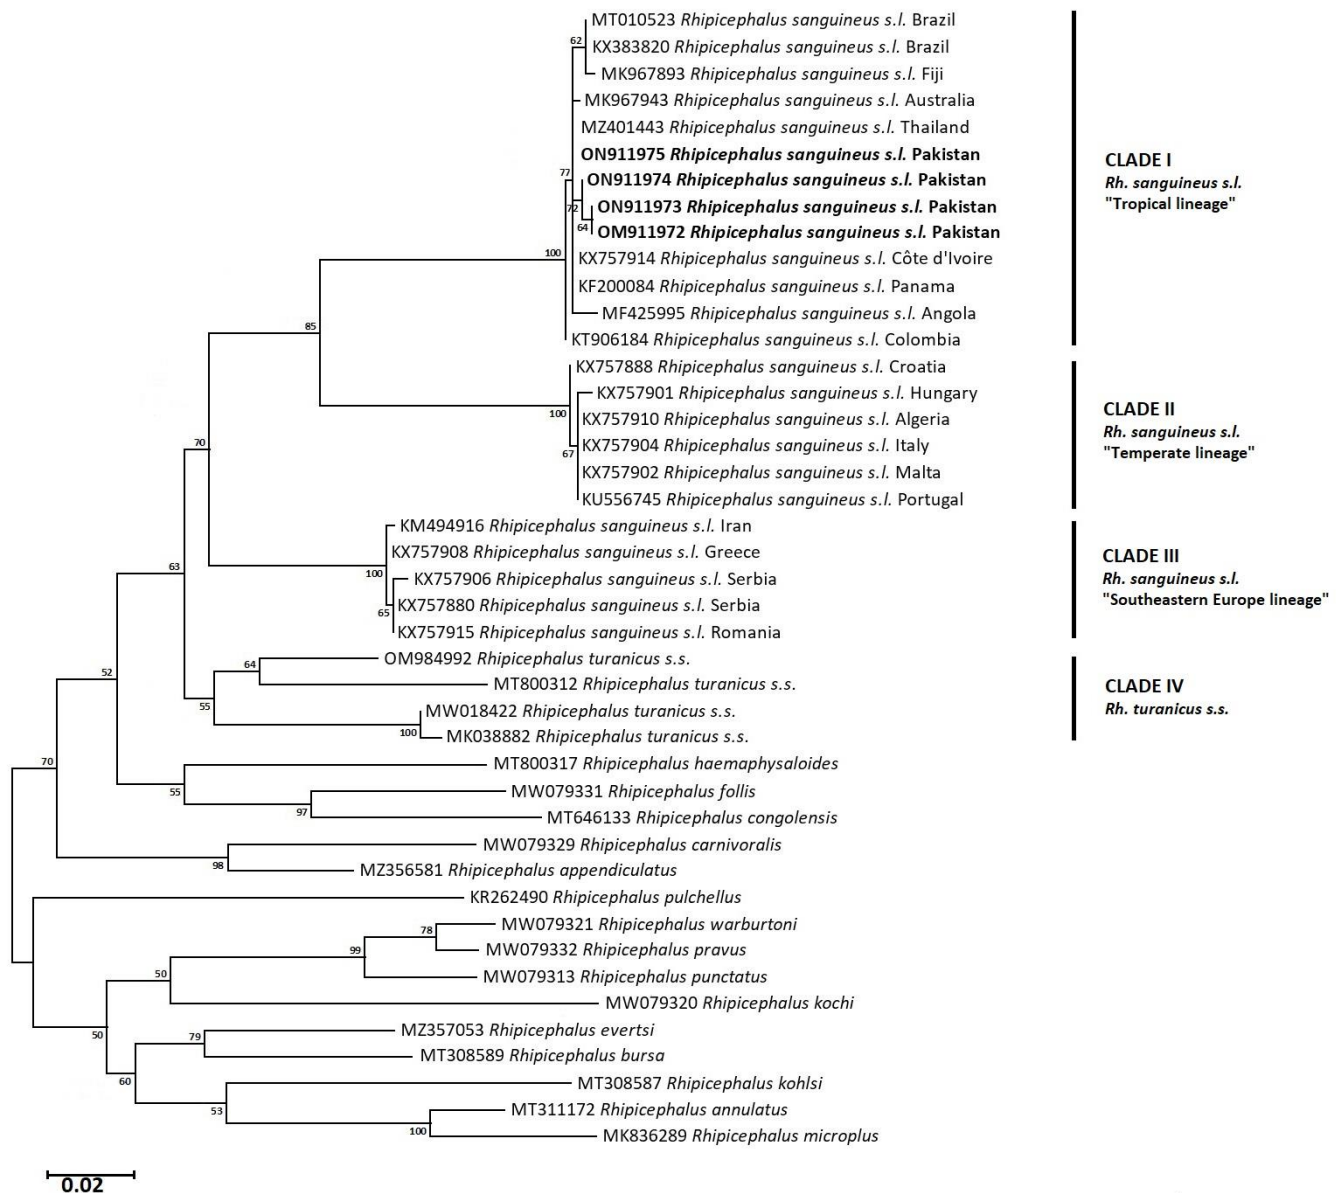 MT010523 Rhipicephalus sanguineus s.l. Brazil
62
KX383820 Rhipicephalus sanguineus s.l. Brazil
MK967893 Rhipicephalus sanguineus s.l. Fiji
MK967943 Rhipicephalus sanguineus s.l. Australia
MZ401443 Rhipicephalus sanguineus s.l. Thailand
ON911975 Rhipicephalus sanguineus s.l. Pakistan
77
ON911974 Rhipicephalus sanguineus s.l. Pakistan
72
ON911973 Rhipicephalus sanguineus s.l. Pakistan
64
OM911972 Rhipicephalus sanguineus s.l. Pakistan
100
KX757914 Rhipicephalus sanguineus s.l. Côte d'Ivoire
KF200084 Rhipicephalus sanguineus s.l. Panama
MF425995 Rhipicephalus sanguineus s.l. Angola
85
KT906184 Rhipicephalus sanguineus s.l. Colombia
CLADE I
Rh. sanguineus s.l.
"Tropical lineage"
KX757888 Rhipicephalus sanguineus s.l. Croatia
KX757901 Rhipicephalus sanguineus s.l. Hungary
100
KX757910 Rhipicephalus sanguineus s.l. Algeria
70
KX757904 Rhipicephalus sanguineus s.l. Italy
67
KX757902 Rhipicephalus sanguineus s.l. Malta
KU556745 Rhipicephalus sanguineus s.l. Portugal
CLADE II
Rh. sanguineus s.l.
"Temperate lineage"
KM494916 Rhipicephalus sanguineus s.l. Iran
KX757908 Rhipicephalus sanguineus s.l. Greece
63
100
KX757906 Rhipicephalus sanguineus s.l. Serbia
65
KX757880 Rhipicephalus sanguineus s.l. Serbia
KX757915 Rhipicephalus sanguineus s.l. Romania
CLADE III
Rh. sanguineus s.l.
"Southeastern Europe lineage"
OM984992 Rhipicephalus turanicus s.s.
64
52
MT800312 Rhipicephalus turanicus s.s.
55
MW018422 Rhipicephalus turanicus s.s.
100
MK038882 Rhipicephalus turanicus s.s.
CLADE IV
Rh. turanicus s.s.
70
MT800317 Rhipicephalus haemaphysaloides
55
MW079331 Rhipicephalus follis
97
MT646133 Rhipicephalus congolensis
MW079329 Rhipicephalus carnivoralis
98
MZ356581 Rhipicephalus appendiculatus
KR262490 Rhipicephalus pulchellus
MW079321 Rhipicephalus warburtoni
78
99
MW079332 Rhipicephalus pravus
50
MW079313 Rhipicephalus punctatus
MW079320 Rhipicephalus kochi
50
MZ357053 Rhipicephalus evertsi
79
MT308589 Rhipicephalus bursa
60
MT308587 Rhipicephalus kohlsi
53
MT311172 Rhipicephalus annulatus
100
MK836289 Rhipicephalus microplus
0.02